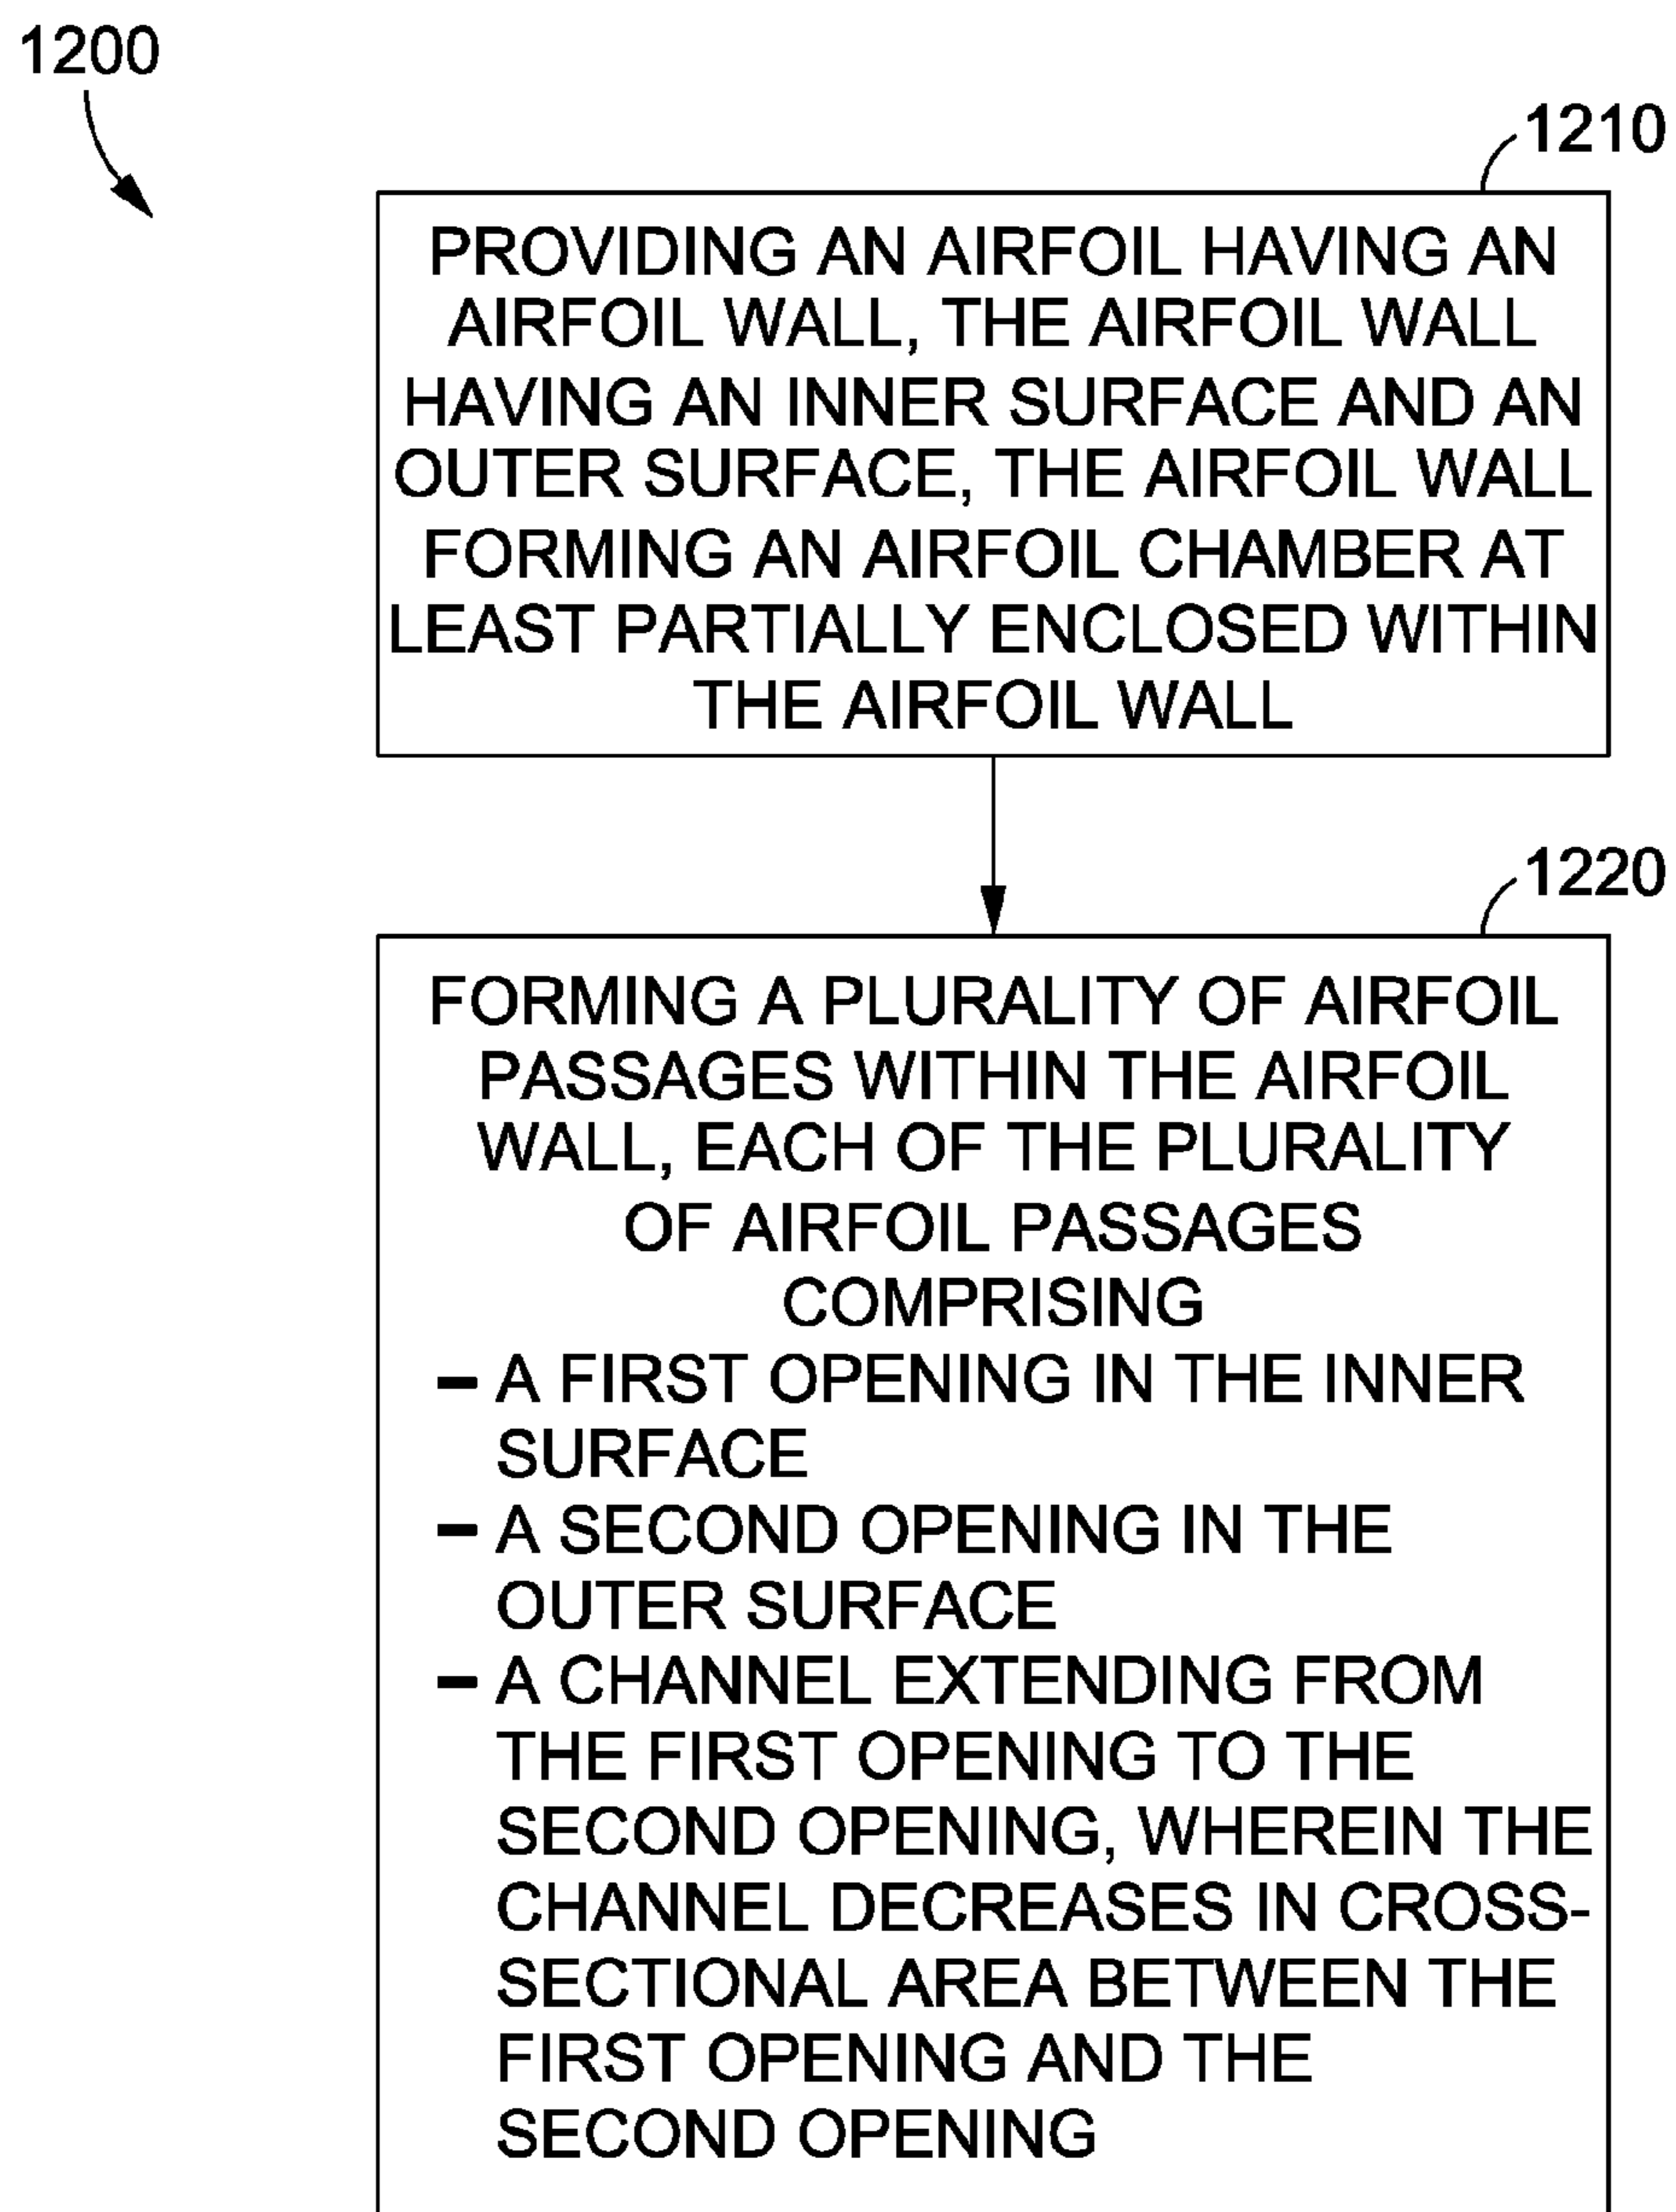 1200
1210
PROVIDING AN AIRFOIL HAVING AN
AIRFOIL WALL, THE AIRFOIL WALL
HAVING AN INNER SURFACE AND AN
OUTER SURFACE, THE AIRFOIL WALL
FORMING AN AIRFOIL CHAMBER AT
LEAST PARTIALLY ENCLOSED WITHIN
THE AIRFOIL WALL
1220
FORMING A PLURALITY OF AIRFOIL
PASSAGES WITHIN THE AIRFOIL
WALL, EACH OF THE PLURALITY
OF AIRFOIL PASSAGES
COMPRISING
– A FIRST OPENING IN THE INNER
SURFACE
– A SECOND OPENING IN THE
OUTER SURFACE
– A CHANNEL EXTENDING FROM
THE FIRST OPENING TO THE
SECOND OPENING, WHEREIN THE
CHANNEL DECREASES IN CROSS-
SECTIONAL AREA BETWEEN THE
FIRST OPENING AND THE
SECOND OPENING